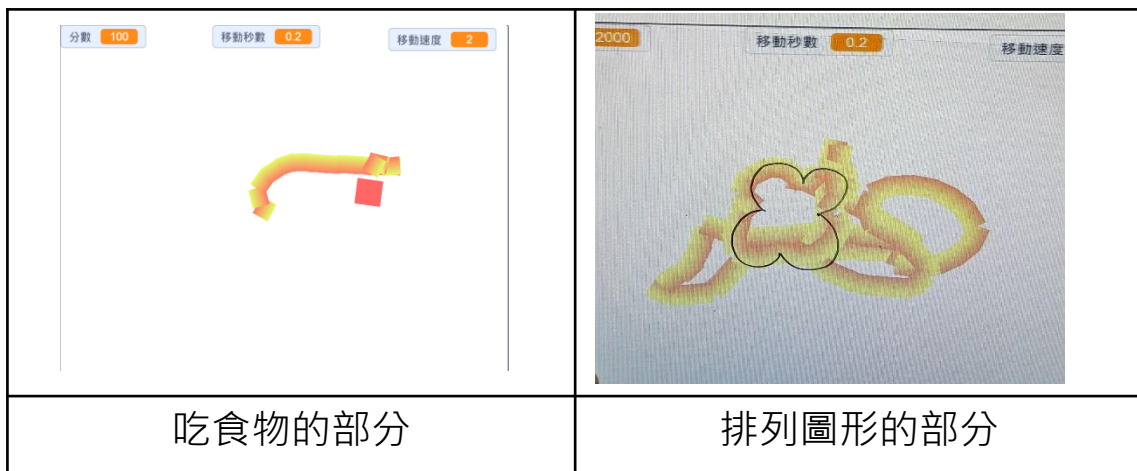 分數 100
移動秒數 0.2
移動速度 2
2000
移動秒數 0.2
移動速度
吃食物的部分
排列圖形的部分